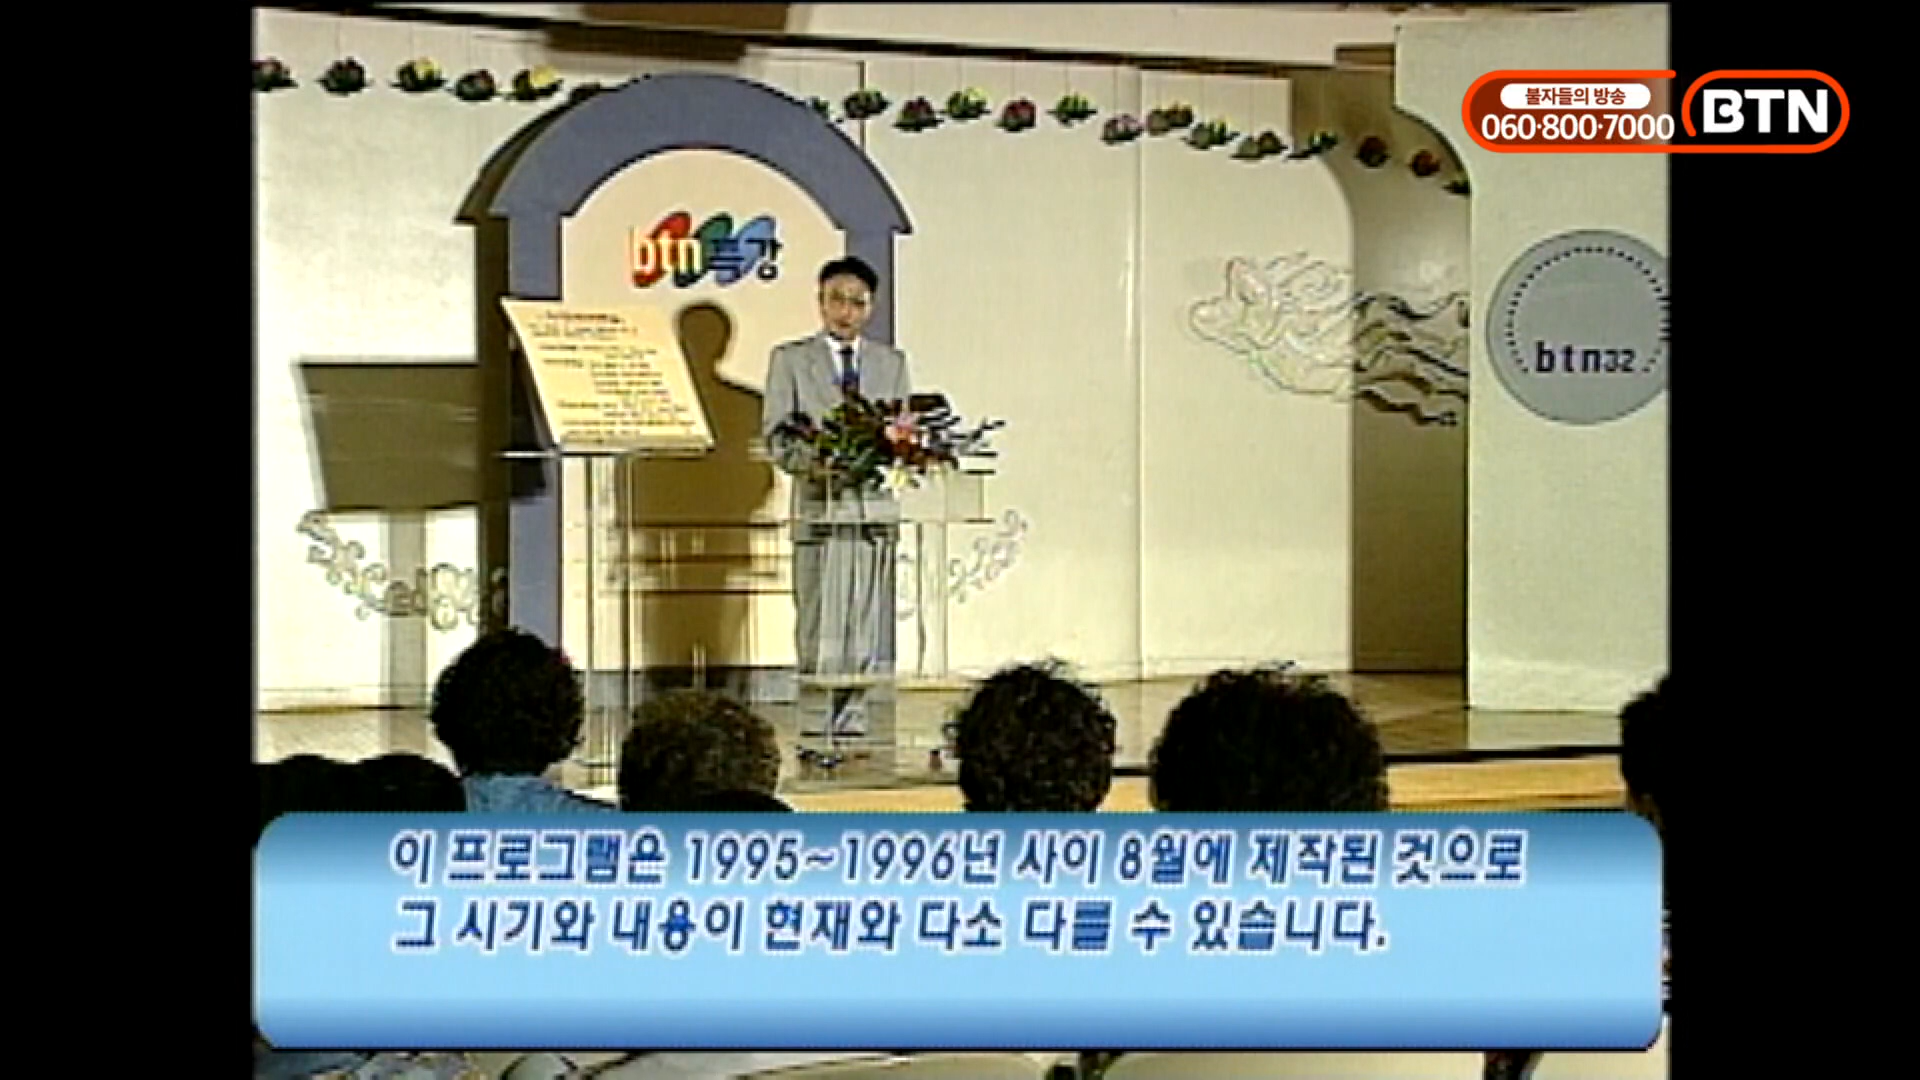 불자들의 방송
060·800·7000
BTN
btn특강
btn32
이 프로그램은 1995~1996년 사이 8월에 제작된 것으로
그 시기와 내용이 현재와 다소 다를 수 있습니다.